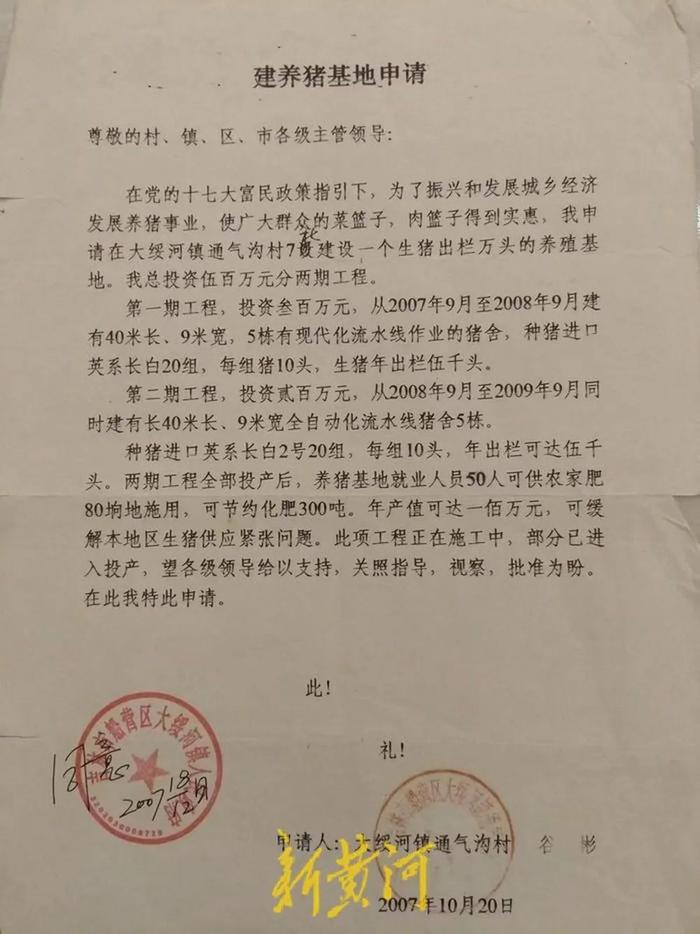 建养猪基地申请
尊敬的村、镇、区、市各级主管领导：
在党的十七大富民政策指引下，为了振兴和发展城乡经济
发展养猪事业，使广大群众的菜篮子，肉篮子得到实惠，我申
请在大绥河镇通气沟村7社建设一个生猪出栏万头的养殖基
地。我总投资伍百万元分两期工程。
第一期工程，投资叁百万元，从2007年9月至2008年9月建
有40米长、9米宽，5栋有现代化流水线作业的猪舍，种猪进口
英系长白20组，每组猪10头，生猪年出栏伍千头。
第二期工程，投资贰百万元，从2008年9月至2009年9月同
时建有长40米长、9米宽全自动化流水线猪舍5栋。
种猪进口英系长白2号20组，每组10头，年出栏可达伍千
头。两期工程全部投产后，养猪基地就业人员50人可供农家肥
80垧地施用，可节约化肥300吨。年产值可达一佰万元，可缓
解本地区生猪供应紧张问题。此项工程正在施工中，部分已进
入投产，望各级领导给以支持，关照指导，视察，批准为盼。
在此我特此申请。
此！
礼！
船营区大绥河镇人
同意
2007
2203030008739
船营区大绥河
申请人：大绥河镇通气沟村 谷 彬
新黄河
2007年10月20日